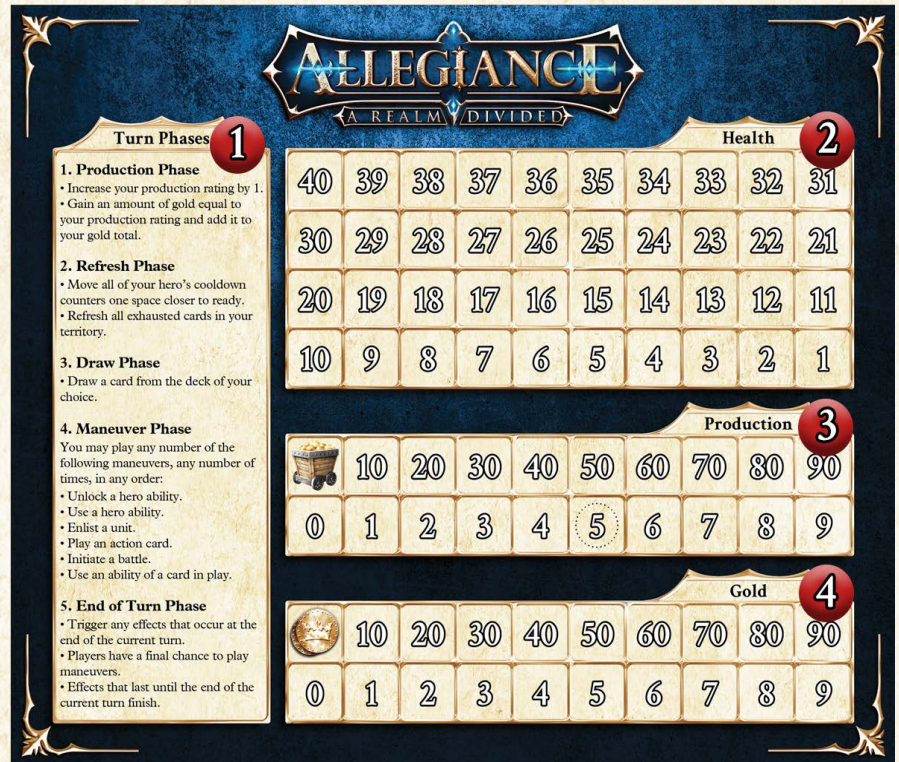 ALLEGIANCE
A REALM DIVIDED
Turn Phases
1
1. Production Phase
• Increase your production rating by 1.
• Gain an amount of gold equal to
your production rating and add it to
your gold total.
2. Refresh Phase
• Move all of your hero's cooldown
counters one space closer to ready.
• Refresh all exhausted cards in your
territory.
3. Draw Phase
• Draw a card from the deck of your
choice.
4. Maneuver Phase
You may play any number of the
following maneuvers, any number of
times, in any order:
• Unlock a hero ability.
• Use a hero ability.
• Enlist a unit.
• Play an action card.
• Initiate a battle.
• Use an ability of a card in play.
5. End of Turn Phase
• Trigger any effects that occur at the
end of the current turn.
• Players have a final chance to play
maneuvers.
• Effects that last until the end of the
current turn finish.
Health
2
40 39 38 37 36 35 34 33 32 31
30 29 28 27 26 25 24 23 22 21
20 19 18 17 16 15 14 13 12 11
10 9 8 7 6 5 4 3 2 1
Production
3
10 20 30 40 50 60 70 80 90
0 1 2 3 4 5 6 7 8 9
Gold
4
10 20 30 40 50 60 70 80 90
0 1 2 3 4 5 6 7 8 9